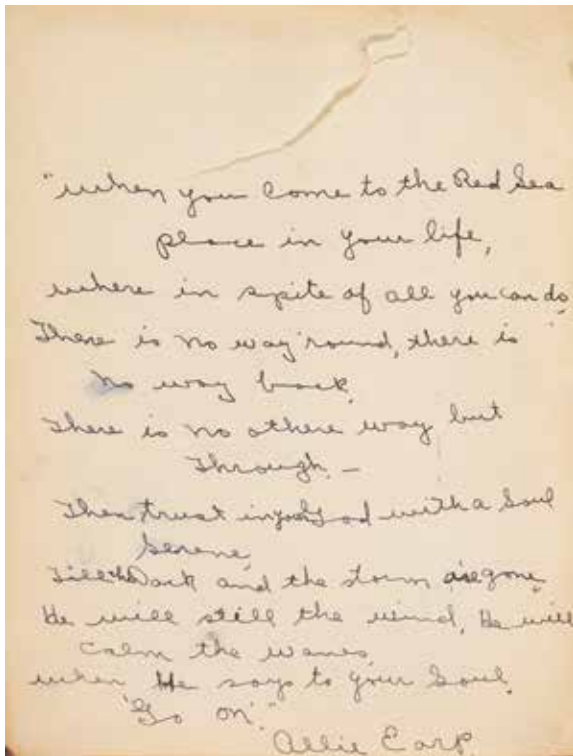 "when you come to the Red Sea
place in your life,
where in spite of all you can do,
There is no way 'round, there is
no way back,
There is no othere way but
Through. —
Then trust in God with a Soul
Serene,
Till the Dark and the storm are gone,
He will still the wind, He will
calm the waves,
when He says to your Soul,
'Go on'."
Allie Earp.